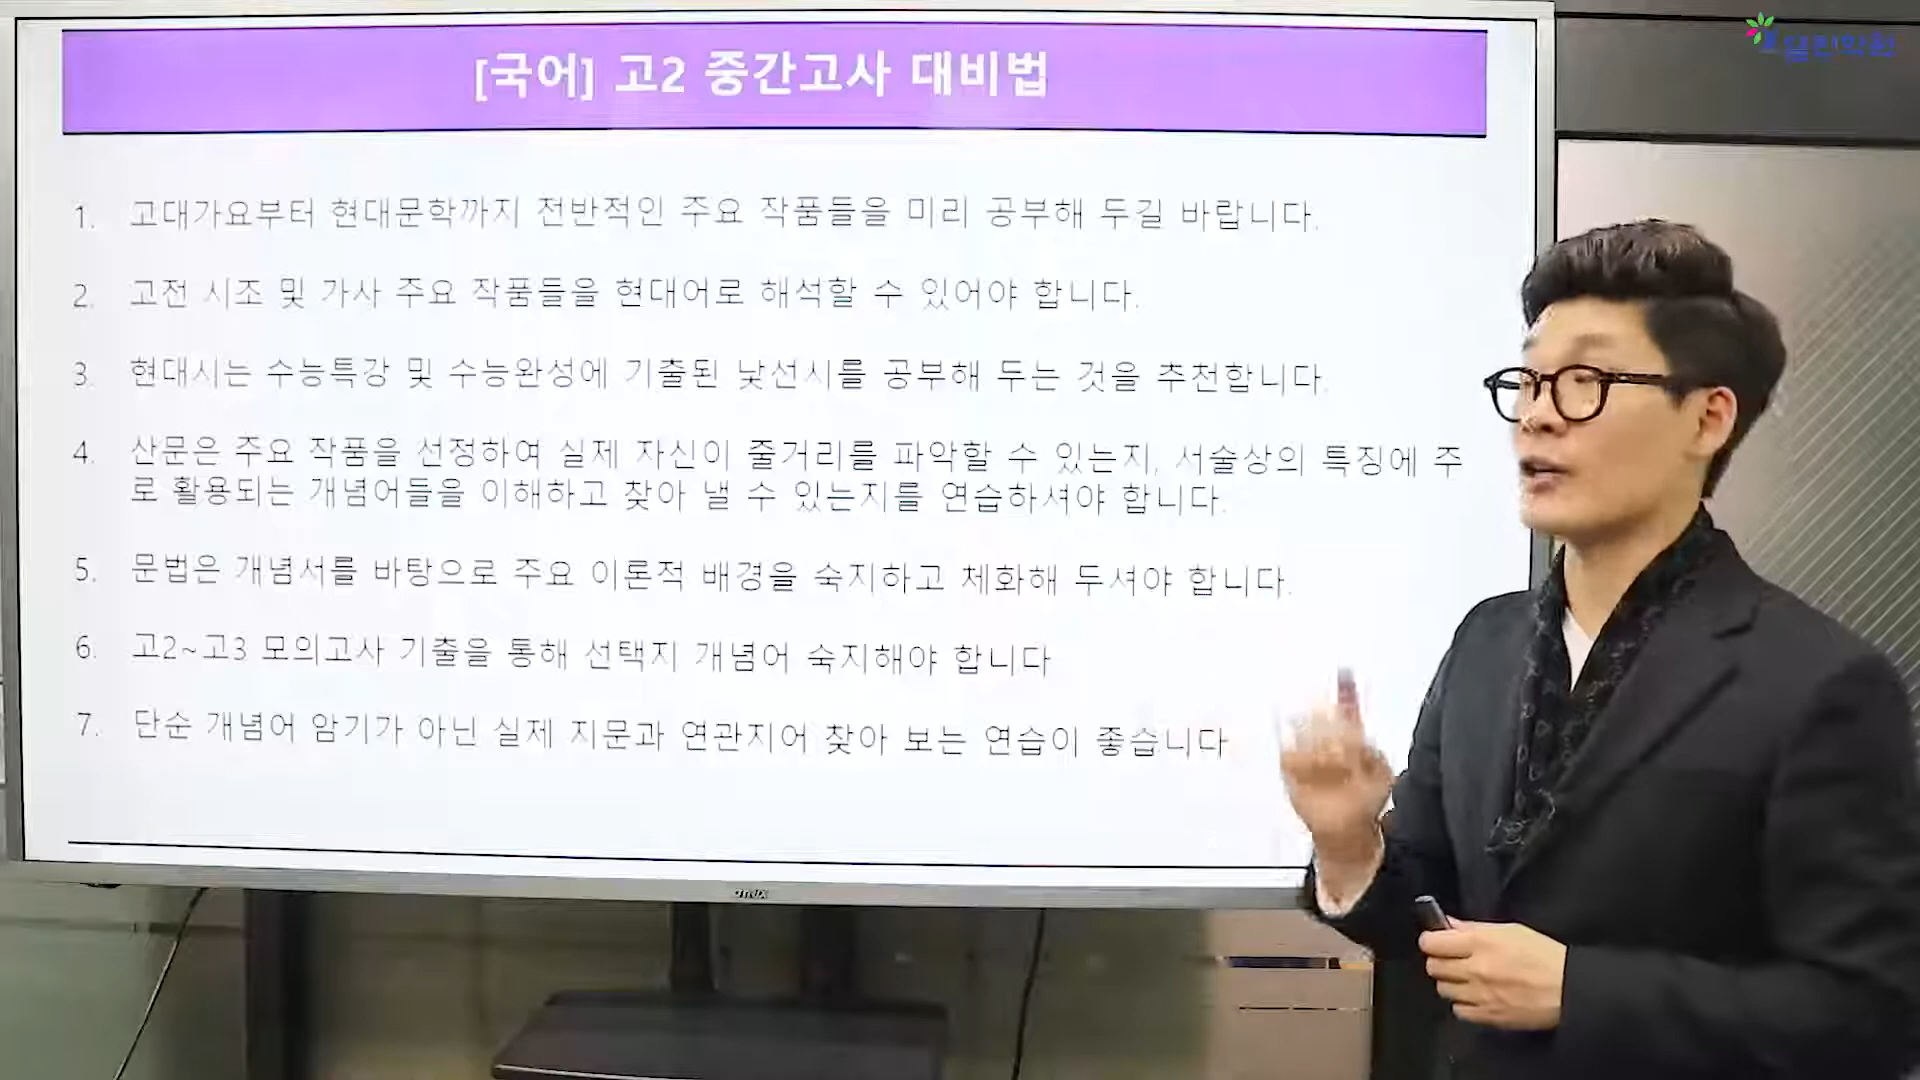 [국어] 고2 중간고사 대비법
1. 고대가요부터 현대문학까지 전반적인 주요 작품들을 미리 공부해 두길 바랍니다.
2. 고전 시조 및 가사 주요 작품들을 현대어로 해석할 수 있어야 합니다.
3. 현대시는 수능특강 및 수능완성에 기출된 낯선시를 공부해 두는 것을 추천합니다.
4. 산문은 주요 작품을 선정하여 실제 자신이 줄거리를 파악할 수 있는지, 서술상의 특징에 주
로 활용되는 개념어들을 이해하고 찾아 낼 수 있는지를 연습하셔야 합니다.
5. 문법은 개념서를 바탕으로 주요 이론적 배경을 숙지하고 체화해 두셔야 합니다.
6. 고2~고3 모의고사 기출을 통해 선택지 개념어 숙지해야 합니다
7. 단순 개념어 암기가 아닌 실제 지문과 연관지어 찾아 보는 연습이 좋습니다